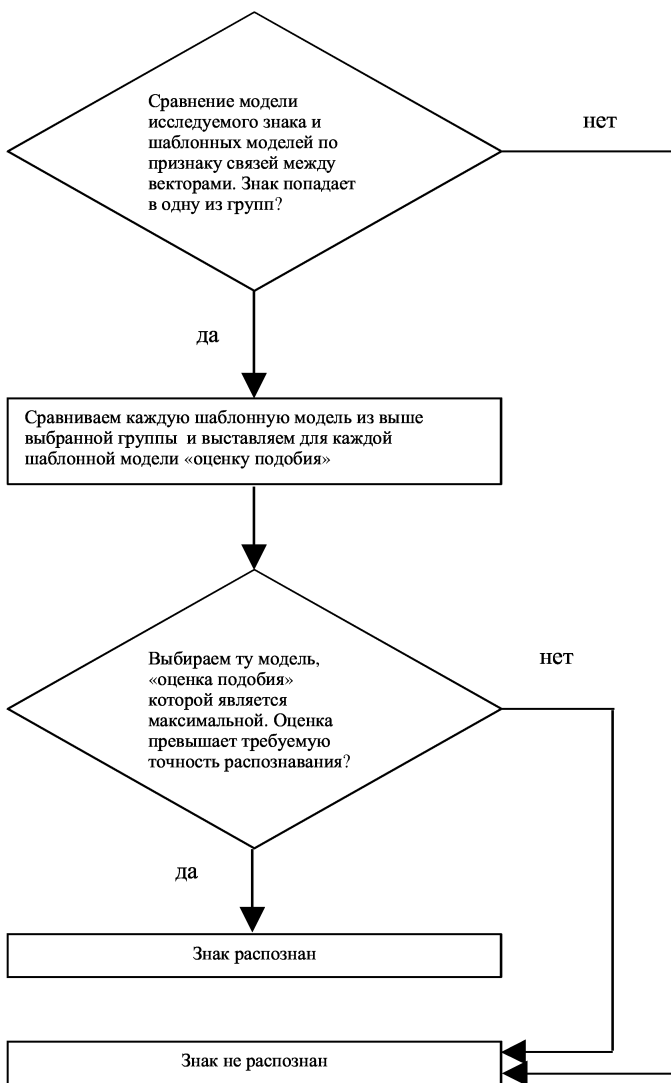 Сравнение модели
исследуемого знака и
шаблонных моделей по
признаку связей между
векторами. Знак попадает
в одну из групп?
нет
да
Сравниваем каждую шаблонную модель из выше
выбранной группы и выставляем для каждой
шаблонной модели «оценку подобия»
Выбираем ту модель,
«оценка подобия»
которой является
максимальной. Оценка
превышает требуемую
точность распознавания?
нет
да
Знак распознан
Знак не распознан